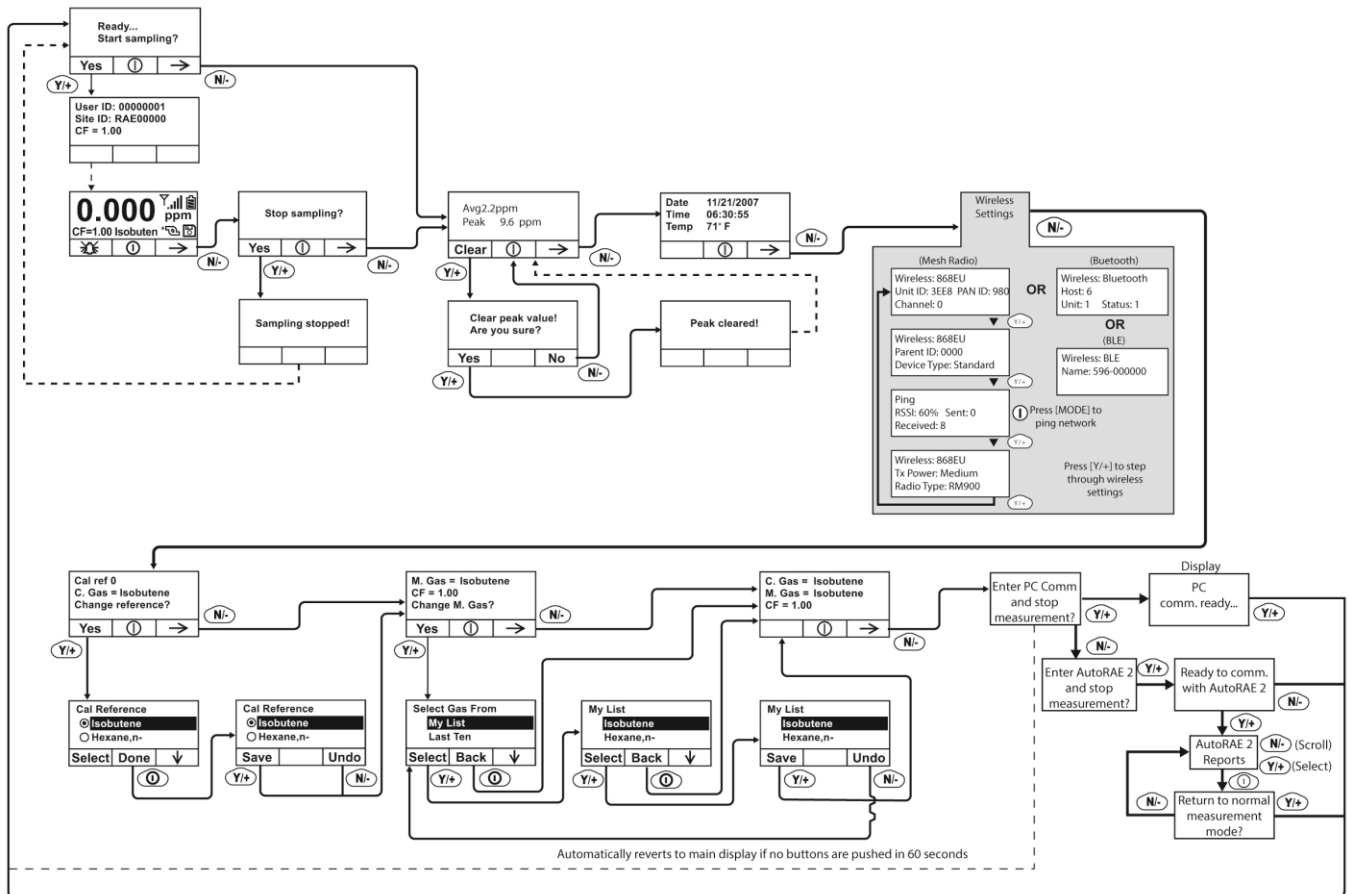 Ready...
Start sampling?
Yes
Y/+
N/-
User ID: 00000001
Site ID: RAE00000
CF = 1.00
0.000
ppm
CF=1.00 Isobuten
N/-
Stop sampling?
Yes
Y/+
N/-
Sampling stopped!
Avg2.2ppm
Peak 9.6 ppm
Clear
Y/+
N/-
Clear peak value!
Are you sure?
Yes No
Y/+
N/-
Peak cleared!
Date 11/21/2007
Time 06:30:55
Temp 71° F
N/-
Wireless
Settings
N/-
(Mesh Radio)
Wireless: 868EU
Unit ID: 3EE8 PAN ID: 980
Channel: 0
Y/+
Wireless: 868EU
Parent ID: 0000
Device Type: Standard
Y/+
Ping
RSSI: 60% Sent: 0
Received: 8
Y/+
Press [MODE] to
ping network
Wireless: 868EU
Tx Power: Medium
Radio Type: RM900
Y/+
OR
(Buetooth)
Wireless: Bluetooth
Host: 6
Unit: 1 Status: 1
OR
(BLE)
Wireless: BLE
Name: 596-000000
Press [Y/+] to step
through wireless
settings
Cal ref 0
C. Gas = Isobutene
Change reference?
Yes
Y/+
N/-
Cal Reference
Isobutene
Hexane,n-
Select Done
Cal Reference
Isobutene
Hexane,n-
Save Undo
Y/+
N/-
M. Gas = Isobutene
CF = 1.00
Change M. Gas?
Yes
Y/+
N/-
Select Gas From
My List
Last Ten
Select Back
Y/+
My List
Isobutene
Hexane,n-
Select Back
Y/+
My List
Isobutene
Hexane,n-
Save Undo
Y/+
N/-
C. Gas = Isobutene
M. Gas = Isobutene
CF = 1.00
N/-
Enter PC Comm
and stop
measurement?
Y/+
N/-
Display
PC
comm. ready...
Y/+
Enter AutoRAE 2
and stop
measurement?
Y/+
Ready to comm.
with AutoRAE 2
N/-
Y/+
AutoRAE 2
Reports
N/- (Scroll)
Y/+ (Select)
Return to normal
measurement
mode?
N/-
Y/+
Automatically reverts to main display if no buttons are pushed in 60 seconds